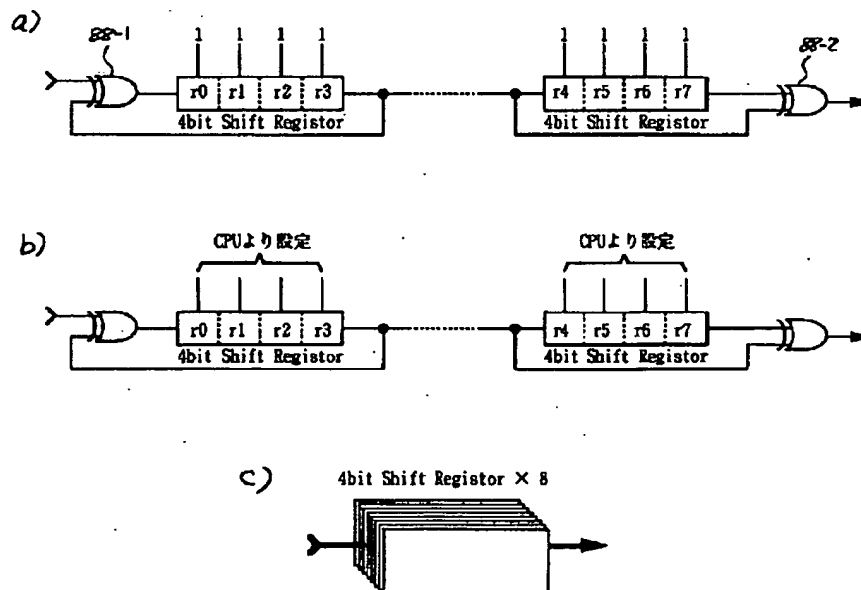 a)
88-1
1 1 1 1
1 1 1 1
88-2
r0 r1 r2 r3
r4 r5 r6 r7
4bit Shift Registor
4bit Shift Registor
b)
CPUより設定
CPUより設定
r0 r1 r2 r3
r4 r5 r6 r7
4bit Shift Registor
4bit Shift Registor
c)
4bit Shift Registor × 8